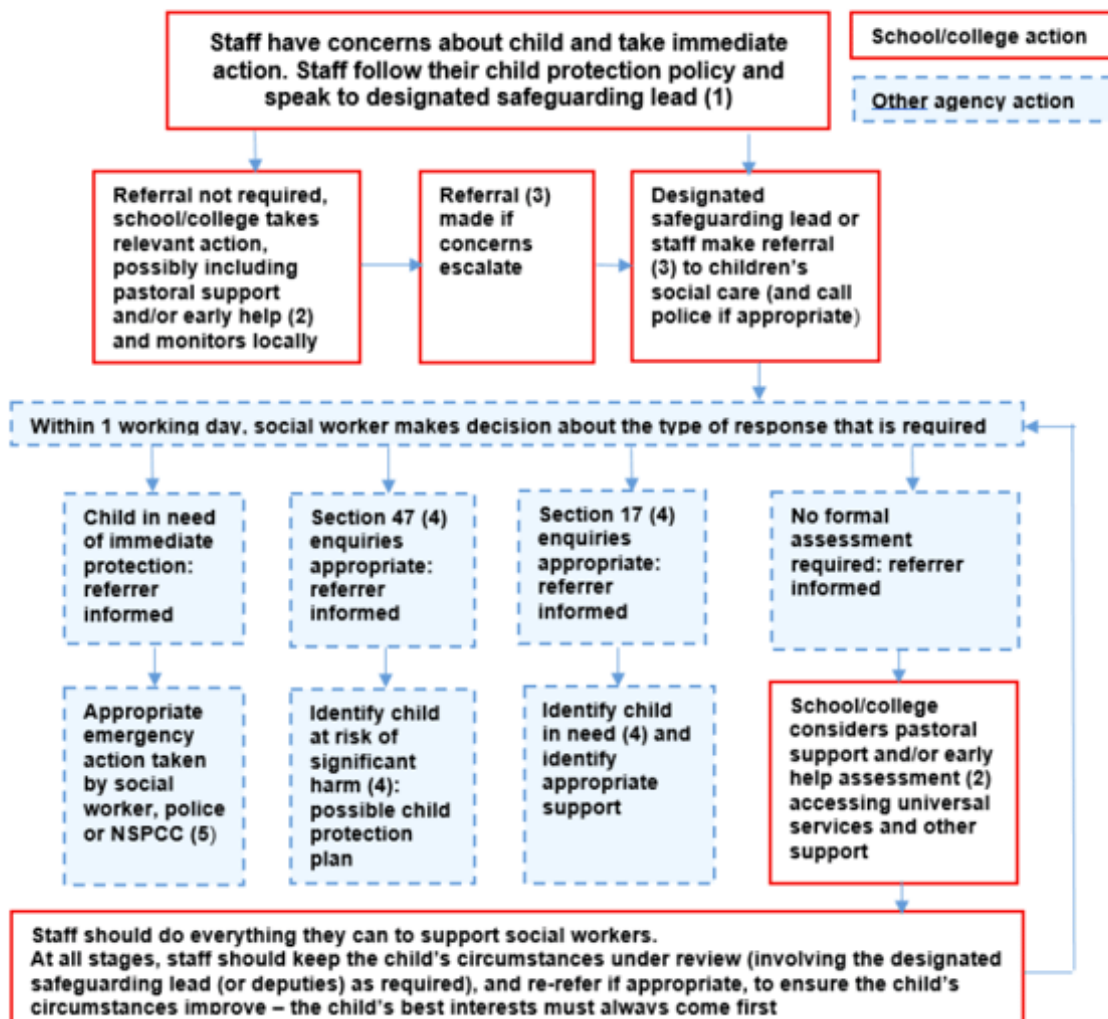 Staff have concerns about child and take immediate
action. Staff follow their child protection policy and
speak to designated safeguarding lead (1)
School/college action
Other agency action
Referral not required,
school/college takes
relevant action,
possibly including
pastoral support
and/or early help (2)
and monitors locally
Referral (3)
made if
concerns
escalate
Designated
safeguarding lead or
staff make referral
(3) to children's
social care (and call
police if appropriate)
Within 1 working day, social worker makes decision about the type of response that is required
Child in need
of immediate
protection:
referrer
informed
Section 47 (4)
enquiries
appropriate:
referrer
informed
Section 17 (4)
enquiries
appropriate:
referrer
informed
No formal
assessment
required: referrer
informed
Appropriate
emergency
action taken
by social
worker, police
or NSPCC (5)
Identify child
at risk of
significant
harm (4):
possible child
protection
plan
Identify child
in need (4) and
identify
appropriate
support
School/college
considers pastoral
support and/or early
help assessment (2)
accessing universal
services and other
support
Staff should do everything they can to support social workers.
At all stages, staff should keep the child's circumstances under review (involving the designated
safeguarding lead (or deputies) as required), and re-refer if appropriate, to ensure the child's
circumstances improve – the child's best interests must always come first